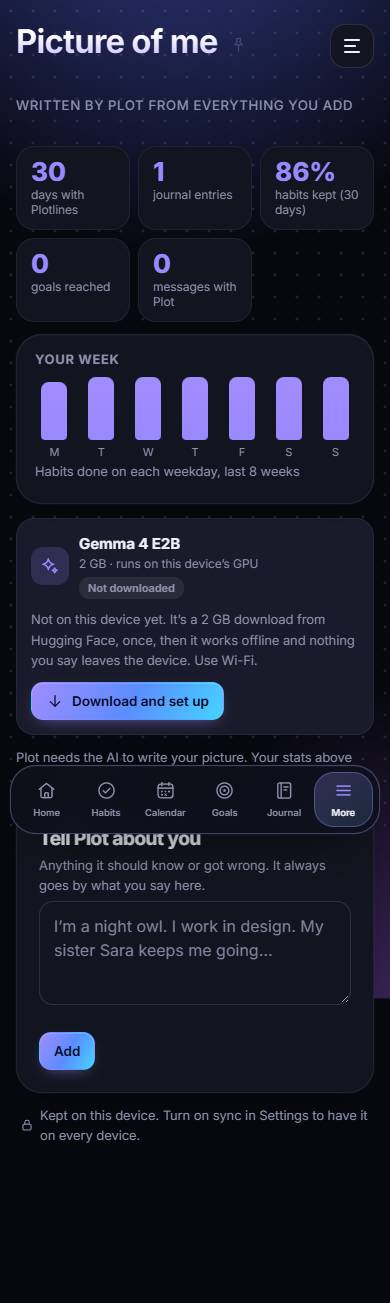 Picture of me
WRITTEN BY PLOT FROM EVERYTHING YOU ADD
30
days with
Plotlines
1
journal entries
86%
habits kept (30
days)
0
goals reached
0
messages with
Plot
YOUR WEEK
M T W T F S S
Habits done on each weekday, last 8 weeks
Gemma 4 E2B
2 GB · runs on this device’s GPU
Not downloaded
Not on this device yet. It’s a 2 GB download from
Hugging Face, once, then it works offline and nothing
you say leaves the device. Use Wi-Fi.
Download and set up
Plot needs the AI to write your picture. Your stats above
Home Habits Calendar Goals Journal More
Tell Plot about you
Anything it should know or got wrong. It always
goes by what you say here.
I’m a night owl. I work in design. My
sister Sara keeps me going...
Add
Kept on this device. Turn on sync in Settings to have it
on every device.